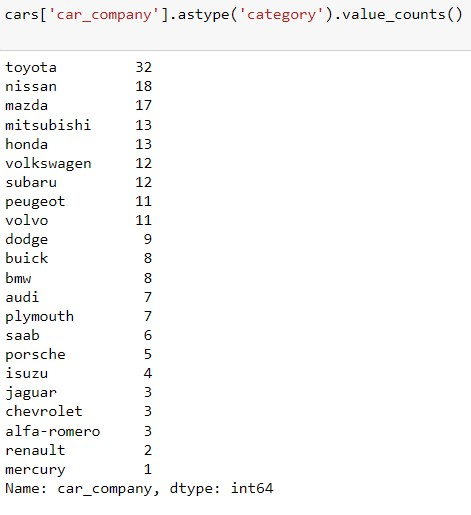 cars['car_company'].astype('category').value_counts()
toyota 32
nissan 18
mazda 17
mitsubishi 13
honda 13
volkswagen 12
subaru 12
peugeot 11
volvo 11
dodge 9
buick 8
bmw 8
audi 7
plymouth 7
saab 6
porsche 5
isuzu 4
jaguar 3
chevrolet 3
alfa-romero 3
renault 2
mercury 1
Name: car_company, dtype: int64